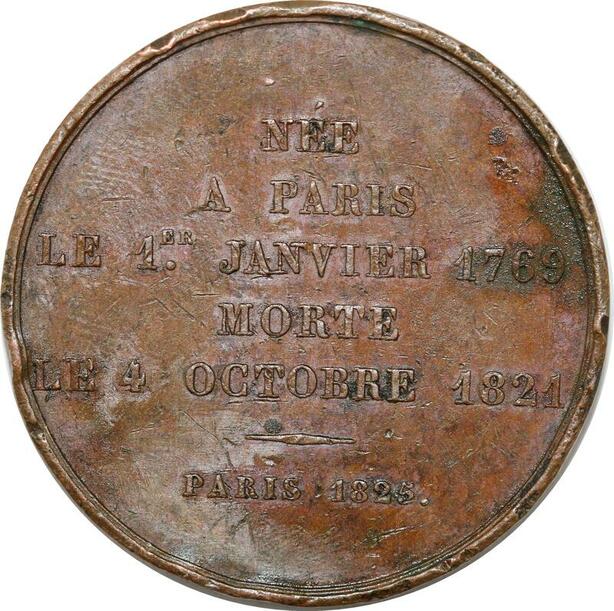 NÉE
A PARIS
LE 1.ER JANVIER 1769
MORTE
LE 4 OCTOBRE 1821
PARIS 1825.